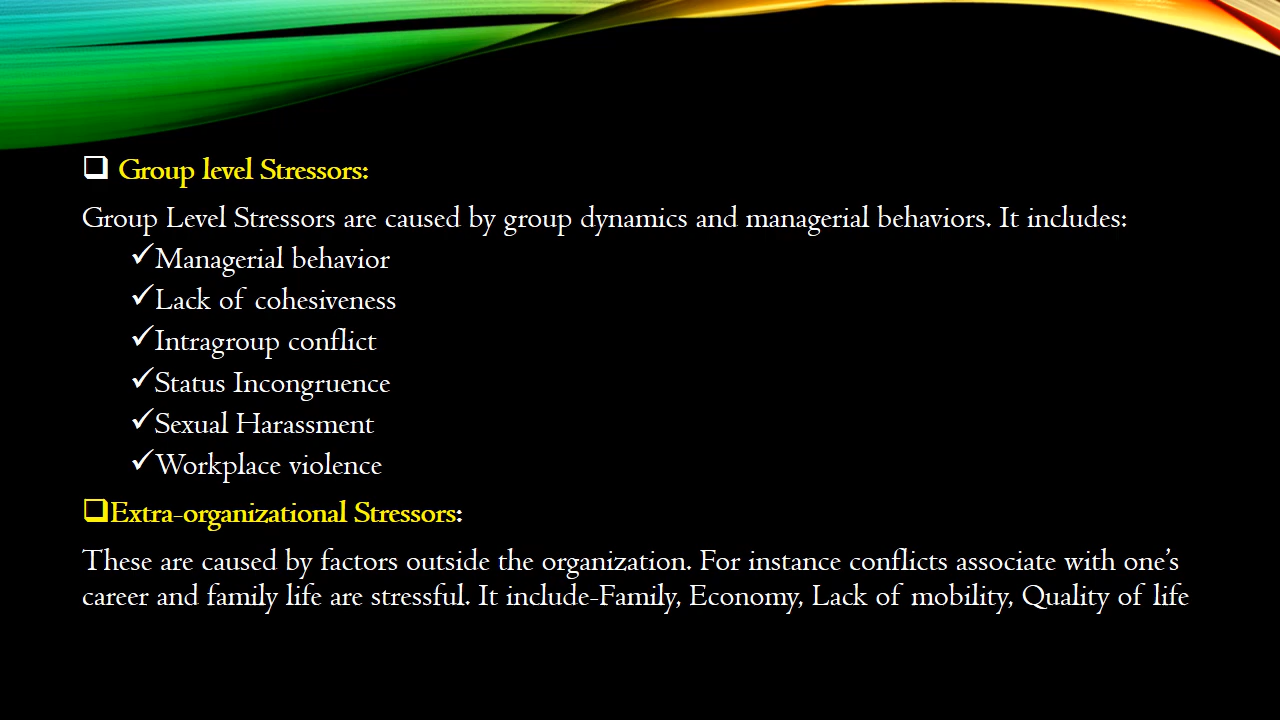 ❑ Group level Stressors:
Group Level Stressors are caused by group dynamics and managerial behaviors. It includes:
✓Managerial behavior
✓Lack of cohesiveness
✓Intragroup conflict
✓Status Incongruence
✓Sexual Harassment
✓Workplace violence
❑Extra-organizational Stressors:
These are caused by factors outside the organization. For instance conflicts associate with one’s
career and family life are stressful. It include-Family, Economy, Lack of mobility, Quality of life